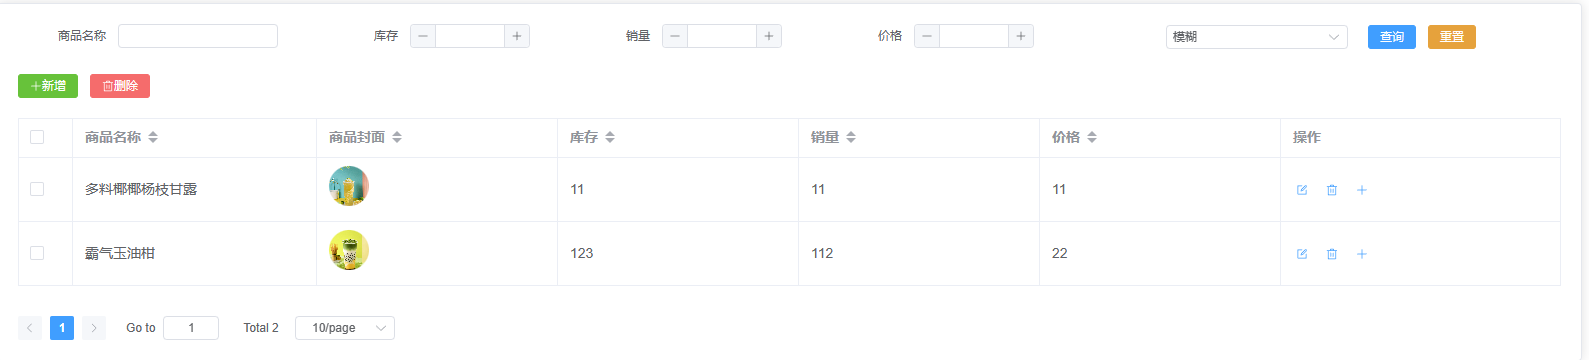 商品名称 库存 销量 价格 模糊 查询 重置
新增 删除
商品名称 商品封面 库存 销量 价格 操作
多料椰椰杨枝甘露 11 11 11
霸气玉油柑 123 112 22
1 Go to 1 Total 2 10/page